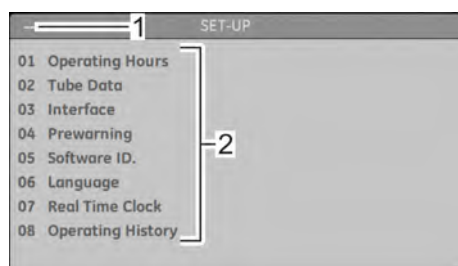 1 SET-UP
01 Operating Hours
02 Tube Data
03 Interface
04 Prewarning
05 Software ID.
06 Language
07 Real Time Clock
08 Operating History
2